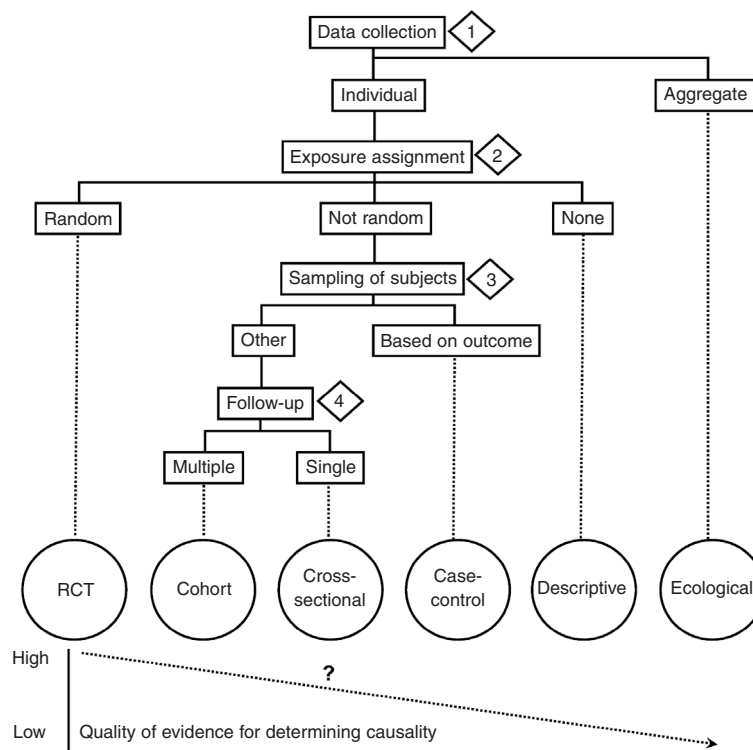 Data collection
1
Individual
Aggregate
Exposure assignment
2
Random
Not random
None
Sampling of subjects
3
Other
Based on outcome
Follow-up
4
Multiple
Single
RCT
Cohort
Cross-
sectional
Case-
control
Descriptive
Ecological
High
?
Low
Quality of evidence for determining causality